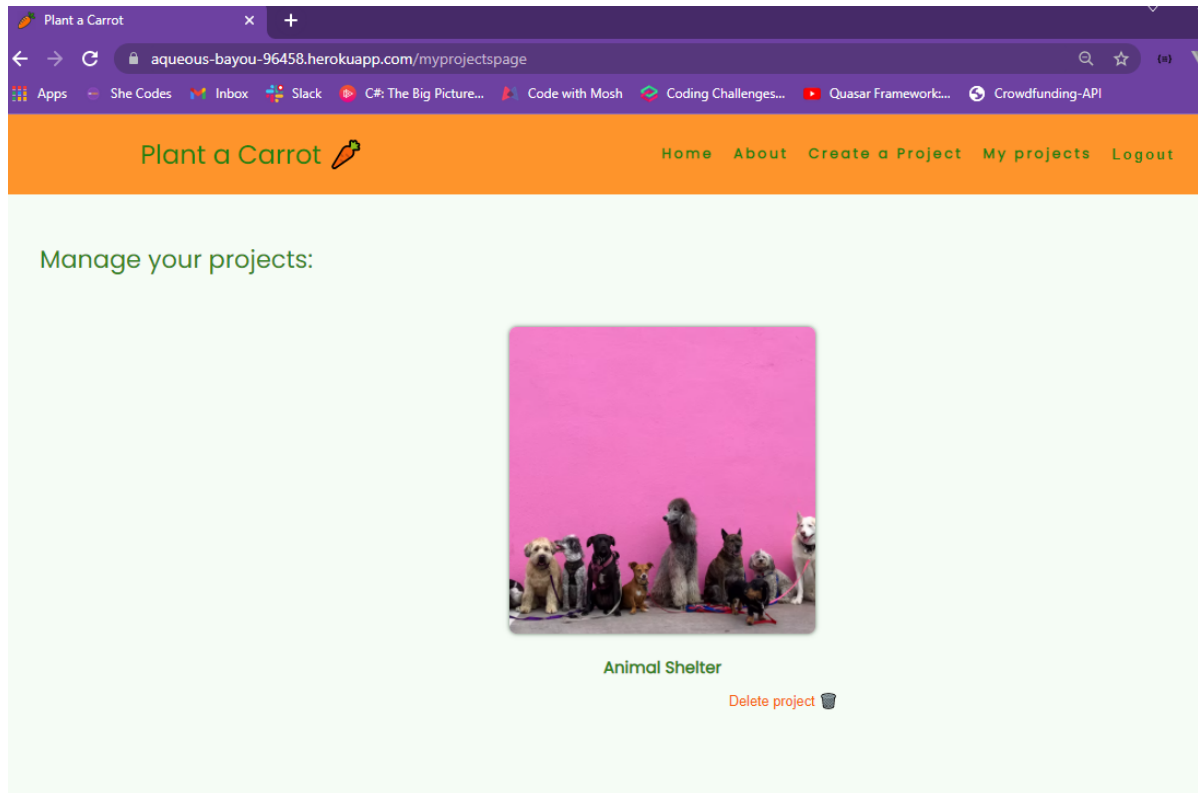 Plant a Carrot
aqueous-bayou-96458.herokuapp.com/myprojectspage
Apps She Codes Inbox Slack C#: The Big Picture... Code with Mosh Coding Challenges... Quasar Framework:... Crowdfunding-API
Plant a Carrot Home About Create a Project My projects Logout
Manage your projects:
Animal Shelter
Delete project